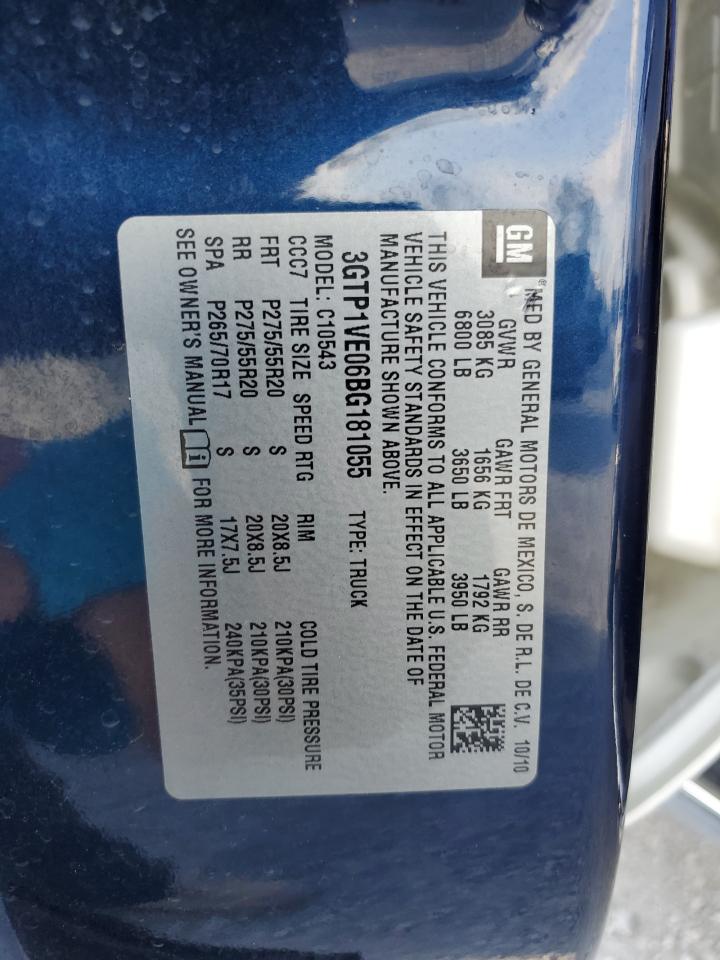 GM
® MFD BY GENERAL MOTORS DE MEXICO, S. DE R.L. DE C.V. 10/10
GVWR GAWR FRT GAWR RR
3085 KG 1656 KG 1792 KG
6800 LB 3650 LB 3950 LB
THIS VEHICLE CONFORMS TO ALL APPLICABLE U.S. FEDERAL MOTOR
VEHICLE SAFETY STANDARDS IN EFFECT ON THE DATE OF
MANUFACTURE SHOWN ABOVE.
3GTP1VE06BG181055 TYPE: TRUCK
MODEL: C10543
CCC7 TIRE SIZE SPEED RTG RIM COLD TIRE PRESSURE
FRT P275/55R20 S 20X8.5J 210KPA(30PSI)
RR P275/55R20 S 20X8.5J 210KPA(30PSI)
SPA P265/70R17 S 17X7.5J 240KPA(35PSI)
SEE OWNER'S MANUAL i FOR MORE INFORMATION.